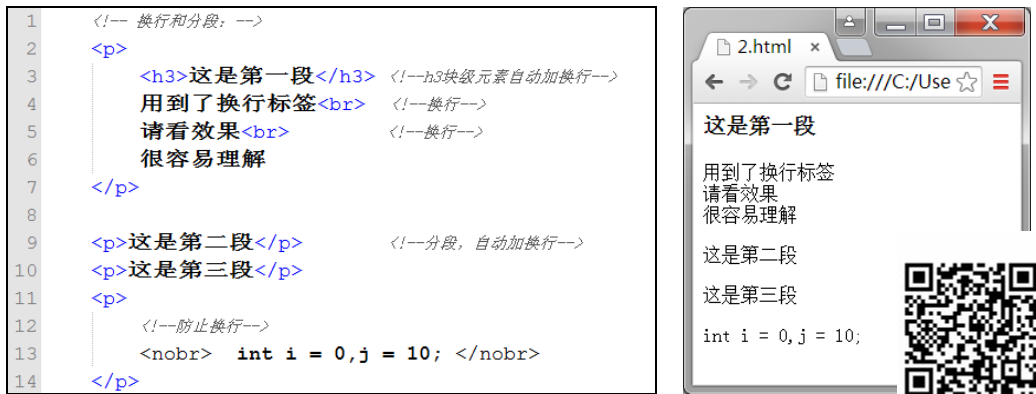 1 <!-- 换行和分段：-->
2 <p>
3 <h3>这是第一段</h3> <!--h3块级元素自动加换行-->
4 用到了换行标签<br> <!--换行-->
5 请看效果<br> <!--换行-->
6 很容易理解
7 </p>
8
9 <p>这是第二段</p> <!--分段，自动加换行-->
10 <p>这是第三段</p>
11 <p>
12 <!--防止换行-->
13 <nobr> int i = 0,j = 10; </nobr>
14 </p>
2.html ×
file:///C:/Use
这是第一段
用到了换行标签
请看效果
很容易理解
这是第二段
这是第三段
int i = 0,j = 10;